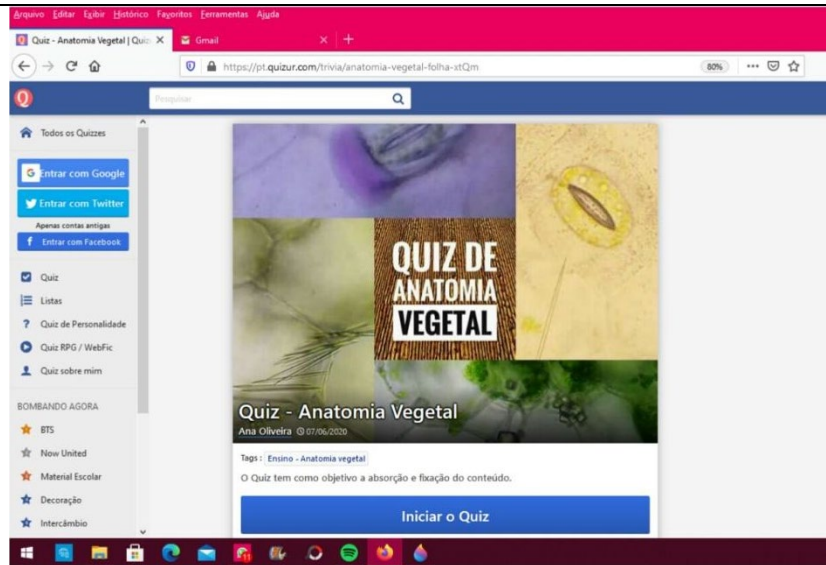 Arquivo Editar Exibir Histórico Favoritos Ferramentas Ajuda
Quiz - Anatomia Vegetal | Quiz
Gmail
https://pt.quizur.com/trivia/anatomia-vegetal-folha-xtQm
80%
Pesquisar
Todos os Quizzes
Entrar com Google
Entrar com Twitter
Apenas contas antigas
Entrar com Facebook
Quiz
Listas
Quiz de Personalidade
Quiz RPG / WebFic
Quiz sobre mim
BOMBANDO AGORA
BTS
Now United
Material Escolar
Decoração
Intercâmbio
QUIZ DE
ANATOMIA
VEGETAL
Quiz - Anatomia Vegetal
Ana Oliveira 07/06/2020
Tags : Ensino - Anatomia vegetal
O Quiz tem como objetivo a absorção e fixação do conteúdo.
Iniciar o Quiz